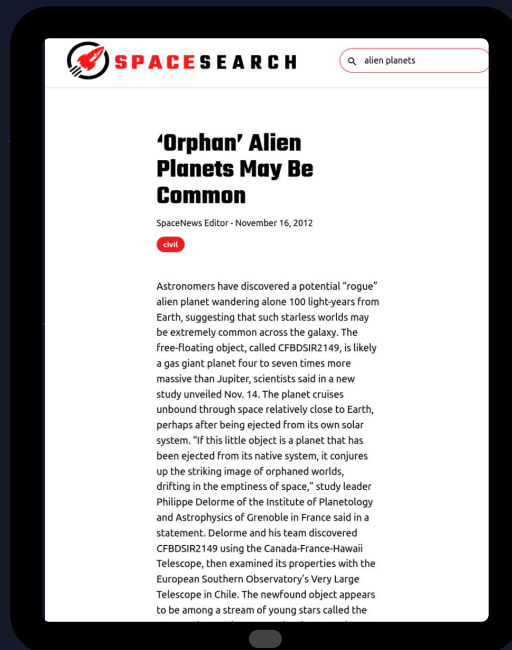 SPACESEARCH
alien planets
‘Orphan’ Alien
Planets May Be
Common
SpaceNews Editor - November 16, 2012
civil
Astronomers have discovered a potential “rogue”
alien planet wandering alone 100 light-years from
Earth, suggesting that such starless worlds may
be extremely common across the galaxy. The
free-floating object, called CFBDSIR2149, is likely
a gas giant planet four to seven times more
massive than Jupiter, scientists said in a new
study unveiled Nov. 14. The planet cruises
unbound through space relatively close to Earth,
perhaps after being ejected from its own solar
system. “If this little object is a planet that has
been ejected from its native system, it conjures
up the striking image of orphaned worlds,
drifting in the emptiness of space,” study leader
Philippe Delorme of the Institute of Planetology
and Astrophysics of Grenoble in France said in a
statement. Delorme and his team discovered
CFBDSIR2149 using the Canada-France-Hawaii
Telescope, then examined its properties with the
European Southern Observatory’s Very Large
Telescope in Chile. The newfound object appears
to be among a stream of young stars called the